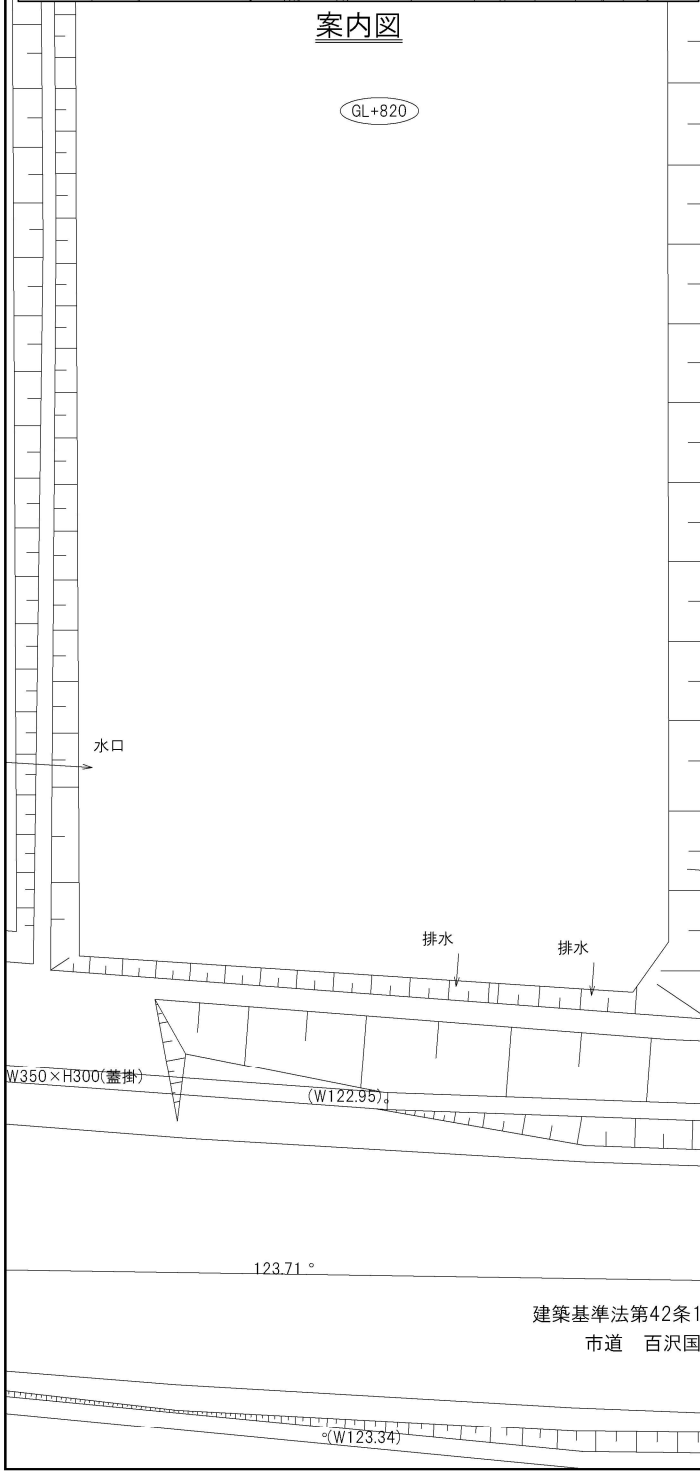 案内図
GL+820
水口
排水
排水
W350×H300(蓋掛)
(W122.95)
123.71
建築基準法第42条1
市道　百沢国
(W123.34)